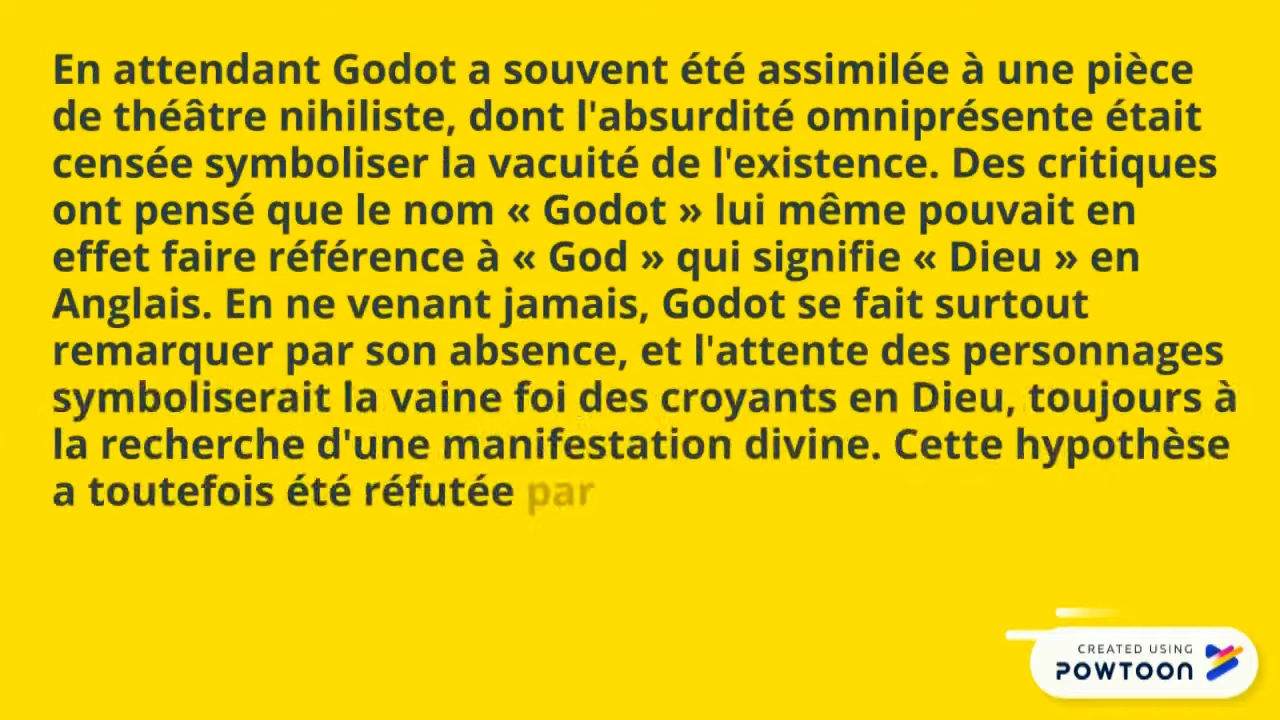 En attendant Godot a souvent été assimilée à une pièce
de théâtre nihiliste, dont l'absurdité omniprésente était
censée symboliser la vacuité de l'existence. Des critiques
ont pensé que le nom « Godot » lui même pouvait en
effet faire référence à « God » qui signifie « Dieu » en
Anglais. En ne venant jamais, Godot se fait surtout
remarquer par son absence, et l'attente des personnages
symboliserait la vaine foi des croyants en Dieu, toujours à
la recherche d'une manifestation divine. Cette hypothèse
a toutefois été réfutée par
CREATED USING
POWTOON